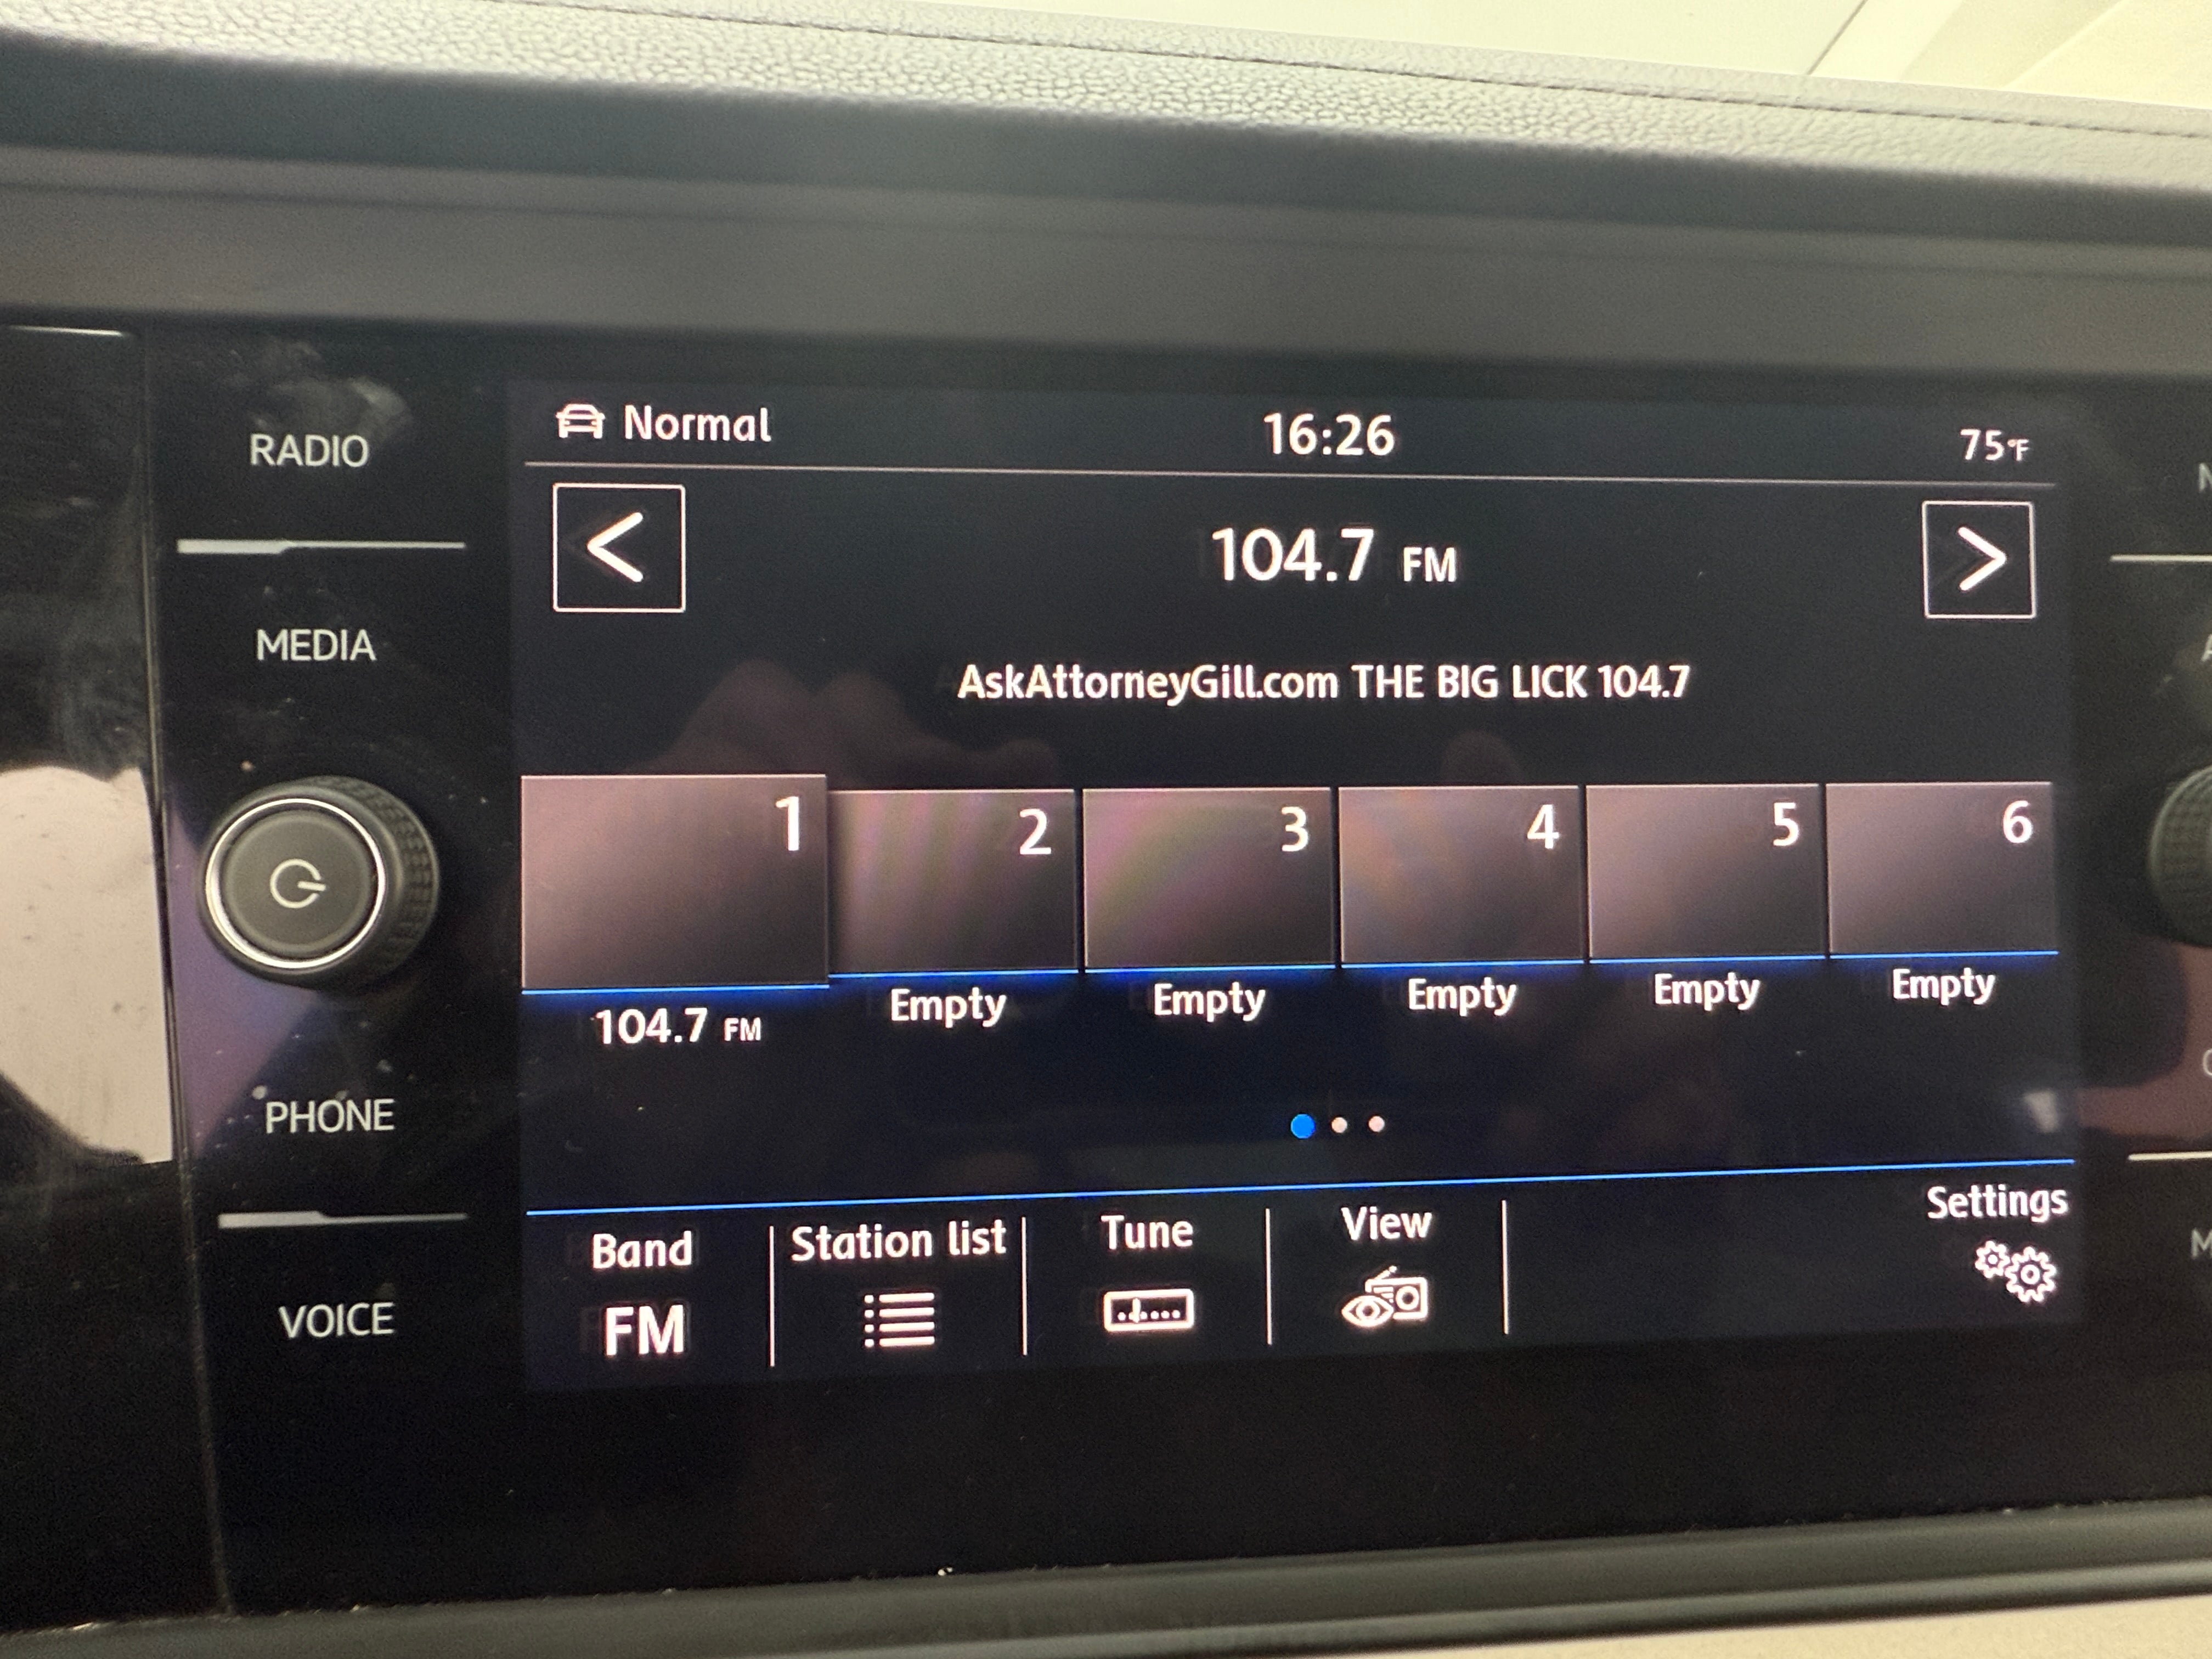 RADIO
MEDIA
PHONE
VOICE
Normal
16:26
75°F
<
104.7 FM
>
AskAttorneyGill.com THE BIG LICK 104.7
1
2
3
4
5
6
104.7 FM
Empty
Empty
Empty
Empty
Empty
Band
FM
Station list
Tune
View
Settings